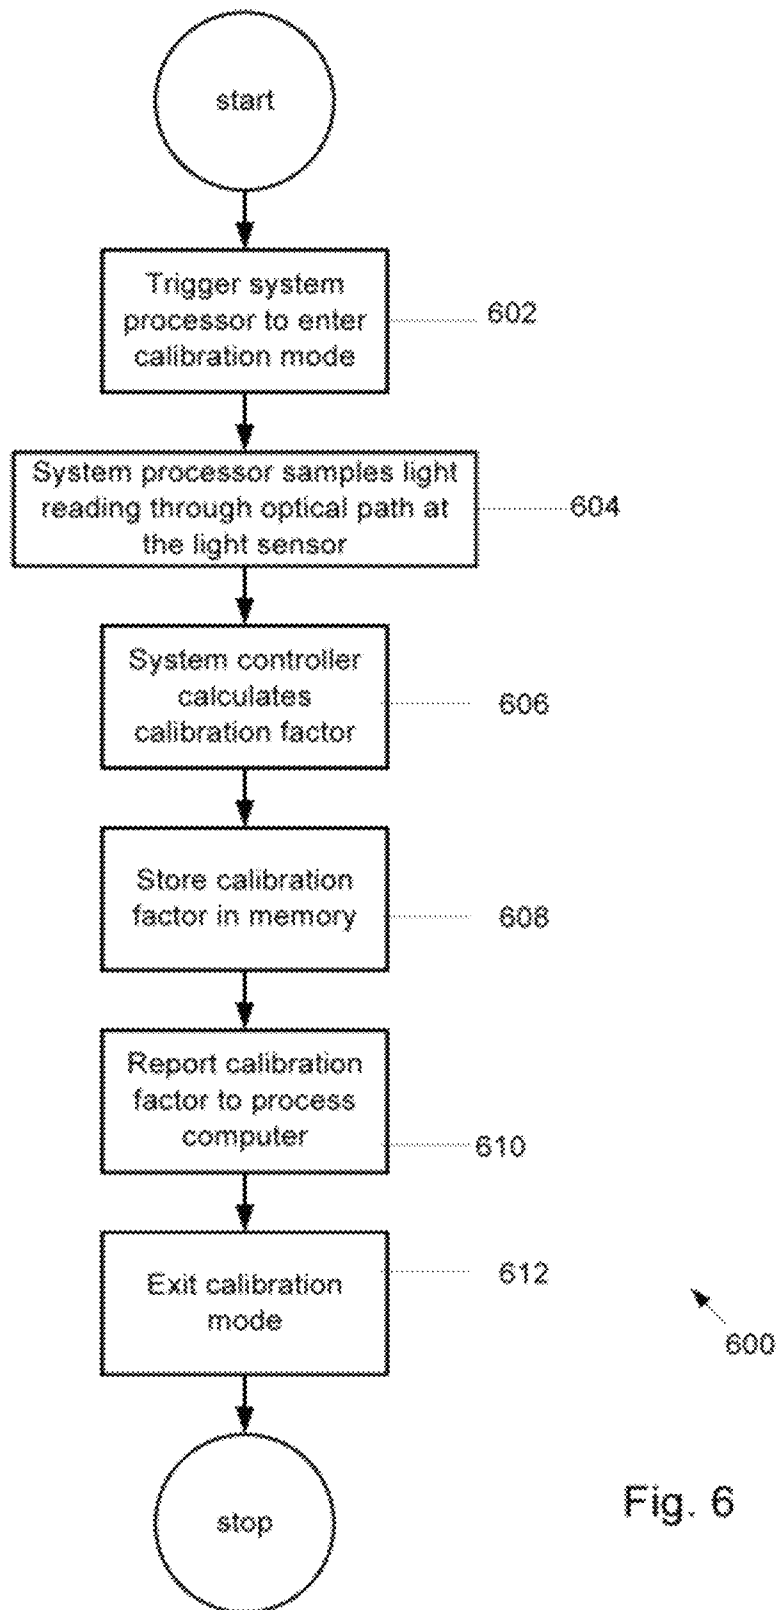 start
Trigger system
processor to enter
calibration mode
602
System processor samples light
reading through optical path at
the light sensor
604
System controller
calculates
calibration factor
606
Store calibration
factor in memory
608
Report calibration
factor to process
computer
610
Exit calibration
mode
612
600
stop
Fig. 6